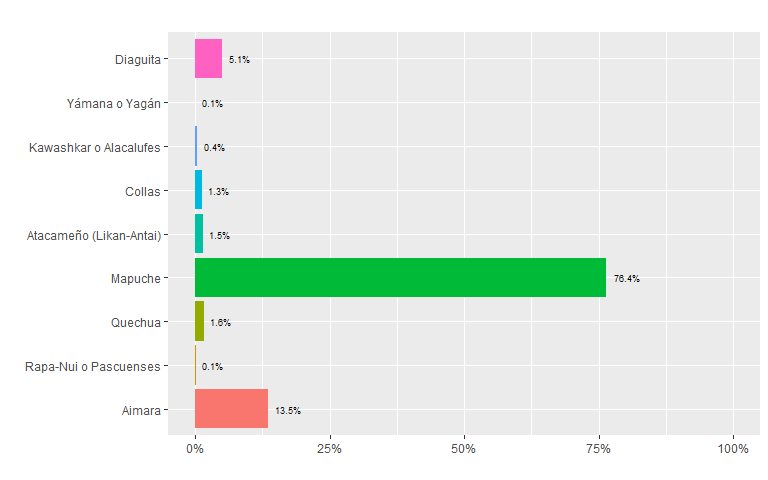 Diaguita 5.1%
Yámana o Yagán 0.1%
Kawashkar o Alacalufes 0.4%
Collas 1.3%
Atacameño (Likan-Antai) 1.5%
Mapuche 76.4%
Quechua 1.6%
Rapa-Nui o Pascuenses 0.1%
Aimara 13.5%
0% 25% 50% 75% 100%